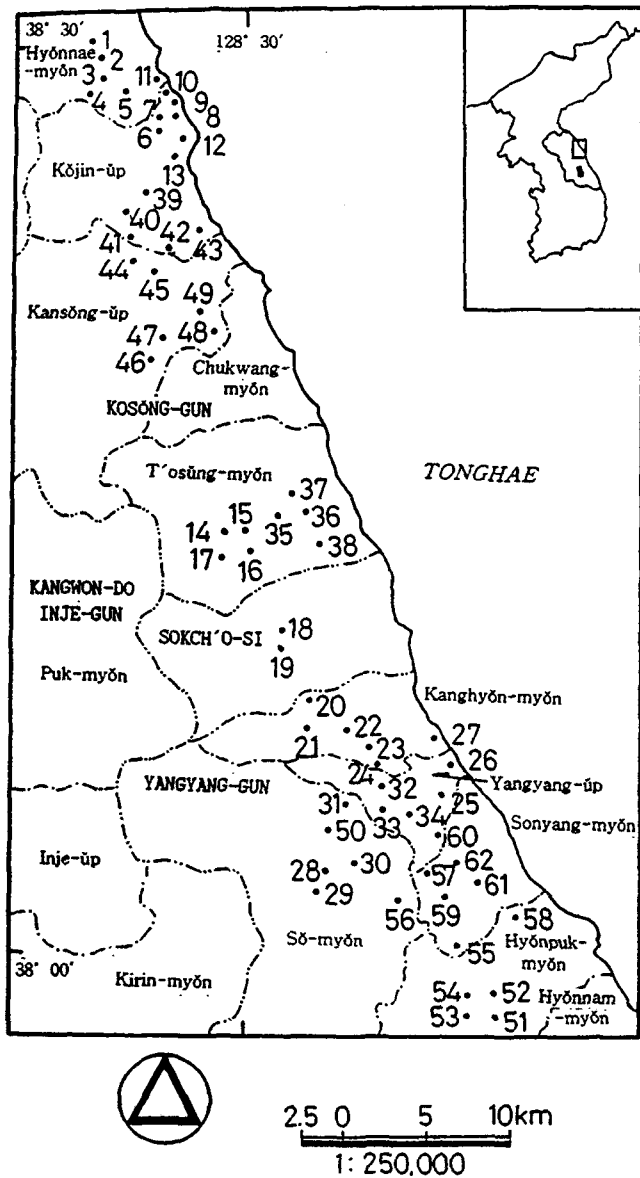 38° 30′
128° 30′
1
Hyŏnnae
-myŏn
2
3
11
10
4
5
7
9
8
6
12
13
Kŏjin-ŭp
39
40
41
42
43
44
45
49
Kansŏng-ŭp
47
48
46
Chukwang-
myŏn
KOSŎNG-GUN
T´osŭng-myŏn
TONGHAE
37
14
15
35
36
17
16
38
KANGWON-DO
INJE-GUN
SOKCH´O-SI
18
Puk-myŏn
19
Kanghyŏn-myŏn
20
21
22
23
27
24
26
YANGYANG-GUN
32
Yangyang-ŭp
31
25
33
34
Sonyang-myŏn
50
60
Inje-ŭp
28
30
62
57
29
61
56
59
58
Sŏ-myŏn
55
Hyŏnpuk-
myŏn
38° 00′
Kirin-myŏn
54
52
Hyŏnnam
-myŏn
53
51
2.5 0 5 10km
1: 250,000